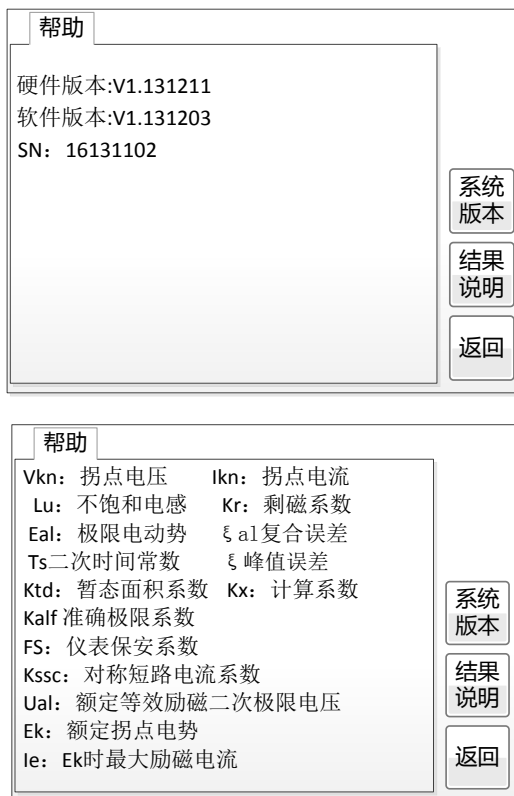 帮助
硬件版本:V1.131211
软件版本:V1.131203
SN：16131102
系统
版本
结果
说明
返回
帮助
Vkn：拐点电压 Ikn：拐点电流
Lu：不饱和电感 Kr：剩磁系数
Eal：极限电动势 ξal复合误差
Ts二次时间常数 ξ峰值误差
Ktd：暂态面积系数 Kx：计算系数
Kalf 准确极限系数
FS：仪表保安系数
Kssc：对称短路电流系数
Ual：额定等效励磁二次极限电压
Ek：额定拐点电势
Ie：Ek时最大励磁电流
系统
版本
结果
说明
返回